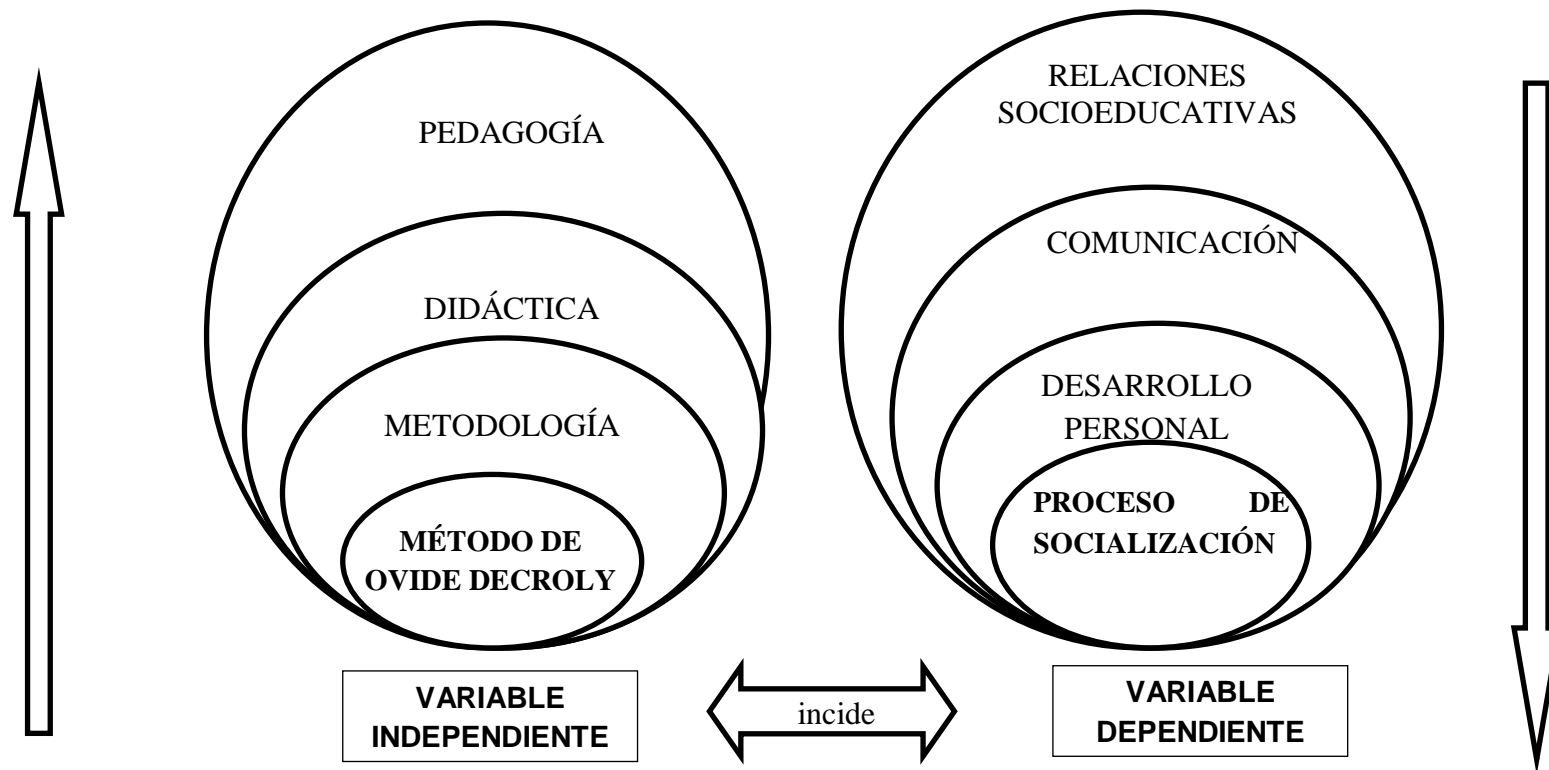 PEDAGOGÍA
DIDÁCTICA
METODOLOGÍA
MÉTODO DE
OVIDE DECROLY
VARIABLE
INDEPENDIENTE
incide
RELACIONES
SOCIOEDUCATIVAS
COMUNICACIÓN
DESARROLLO
PERSONAL
PROCESO DE
SOCIALIZACIÓN
VARIABLE
DEPENDIENTE